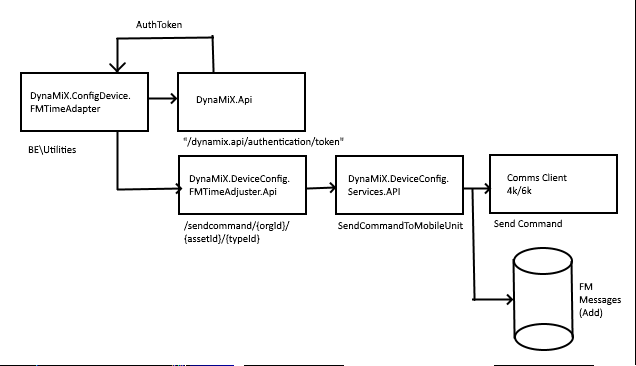 AuthToken
DynaMiX.ConfigDevice.
FMTimeAdapter
DynaMiX.Api
"/dynamix.api/authentication/token"
BE\Utilities
DynaMiX.DeviceConfig.
FMTimeAdjuster.Api
DynaMiX.DeviceConfig.
Services.API
Comms Client
4k/6k
/sendcommand/{orgId}/
{assetId}/{typeId}
SendCommandToMobileUnit
Send Command
FM
Messages
(Add)